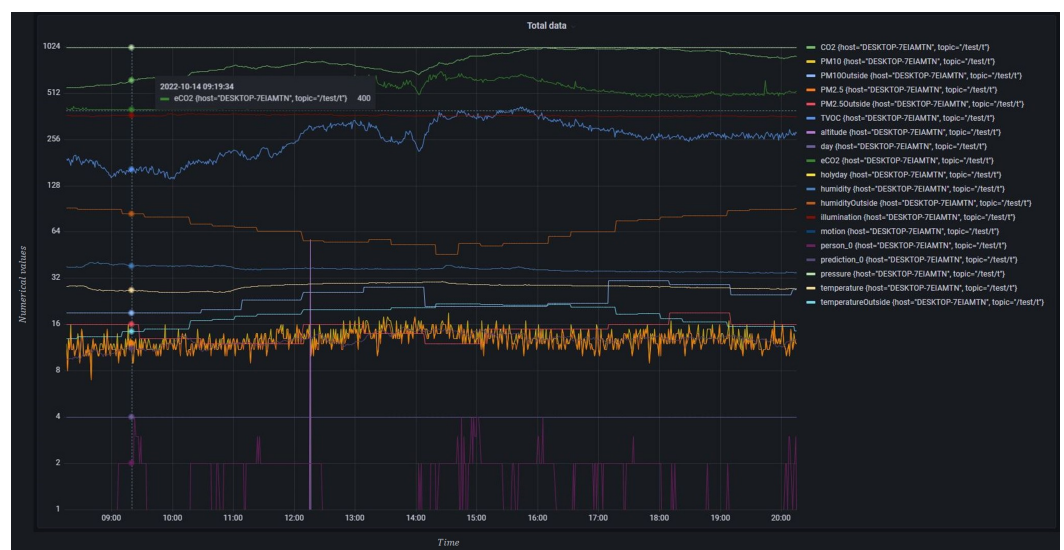 Total data
1024
512
256
128
64
32
16
8
4
2
1
Numerical values
2022-10-14 09:19:34
eCO2 {host="DESKTOP-7EIAMTN", topic="/test/t"} 400
09:00 10:00 11:00 12:00 13:00 14:00 15:00 16:00 17:00 18:00 19:00 20:00
Time
CO2 {host="DESKTOP-7EIAMTN", topic="/test/t"}
PM10 {host="DESKTOP-7EIAMTN", topic="/test/t"}
PM10Outside {host="DESKTOP-7EIAMTN", topic="/test/t"}
PM2.5 {host="DESKTOP-7EIAMTN", topic="/test/t"}
PM2.5Outside {host="DESKTOP-7EIAMTN", topic="/test/t"}
TVOC {host="DESKTOP-7EIAMTN", topic="/test/t"}
altitude {host="DESKTOP-7EIAMTN", topic="/test/t"}
day {host="DESKTOP-7EIAMTN", topic="/test/t"}
eCO2 {host="DESKTOP-7EIAMTN", topic="/test/t"}
holyday {host="DESKTOP-7EIAMTN", topic="/test/t"}
humidity {host="DESKTOP-7EIAMTN", topic="/test/t"}
humidityOutside {host="DESKTOP-7EIAMTN", topic="/test/t"}
illumination {host="DESKTOP-7EIAMTN", topic="/test/t"}
motion {host="DESKTOP-7EIAMTN", topic="/test/t"}
person_0 {host="DESKTOP-7EIAMTN", topic="/test/t"}
prediction_0 {host="DESKTOP-7EIAMTN", topic="/test/t"}
pressure {host="DESKTOP-7EIAMTN", topic="/test/t"}
temperature {host="DESKTOP-7EIAMTN", topic="/test/t"}
temperatureOutside {host="DESKTOP-7EIAMTN", topic="/test/t"}